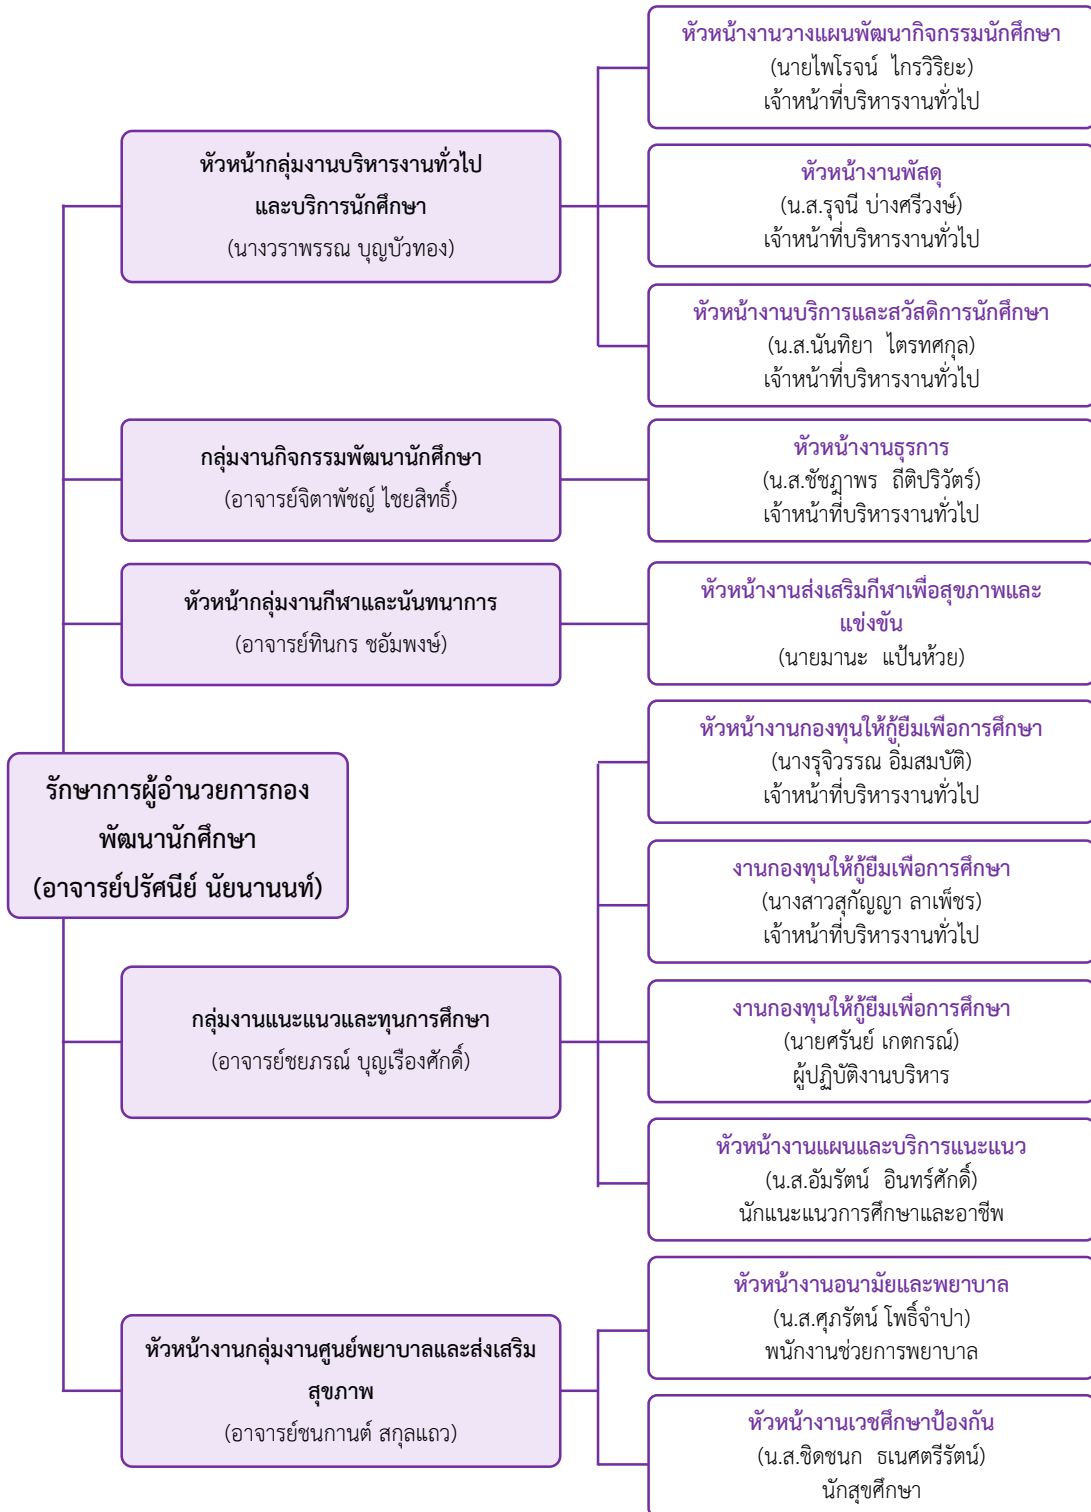 หัวหน้างานวางแผนพัฒนากิจกรรมนักศึกษา
(นายไพโรจน์ ไกรวิริยะ)
เจ้าหน้าที่บริหารงานทั่วไป
หัวหน้ากลุ่มงานบริหารงานทั่วไป
และบริการนักศึกษา
(นางวราพรรณ บุญบัวทอง)
หัวหน้างานพัสดุ
(น.ส.รุจนี บ่างศรีวงษ์)
เจ้าหน้าที่บริหารงานทั่วไป
หัวหน้างานบริการและสวัสดิการนักศึกษา
(น.ส.นันทิยา ไตรทศกุล)
เจ้าหน้าที่บริหารงานทั่วไป
กลุ่มงานกิจกรรมพัฒนานักศึกษา
(อาจารย์จิตาพัชญ์ ไชยสิทธิ์)
หัวหน้างานธุรการ
(น.ส.ชัชฎาพร ถีติปริวัตร์)
เจ้าหน้าที่บริหารงานทั่วไป
หัวหน้ากลุ่มงานกีฬาและนันทนาการ
(อาจารย์ทินกร ชอัมพงษ์)
หัวหน้างานส่งเสริมกีฬาเพื่อสุขภาพและ
แข่งขัน
(นายมานะ แป้นห้วย)
รักษาการผู้อำนวยการกอง
พัฒนานักศึกษา
(อาจารย์ปรัศนีย์ นัยนานนท์)
หัวหน้างานกองทุนให้กู้ยืมเพื่อการศึกษา
(นางรุจิวรรณ อิ่มสมบัติ)
เจ้าหน้าที่บริหารงานทั่วไป
งานกองทุนให้กู้ยืมเพื่อการศึกษา
(นางสาวสุกัญญา ลาเพ็ชร)
เจ้าหน้าที่บริหารงานทั่วไป
กลุ่มงานแนะแนวและทุนการศึกษา
(อาจารย์ชยภรณ์ บุญเรืองศักดิ์)
งานกองทุนให้กู้ยืมเพื่อการศึกษา
(นายศรันย์ เกตกรณ์)
ผู้ปฏิบัติงานบริหาร
หัวหน้างานแผนและบริการแนะแนว
(น.ส.อัมรัตน์ อินทร์ศักดิ์)
นักแนะแนวการศึกษาและอาชีพ
หัวหน้างานกลุ่มงานศูนย์พยาบาลและส่งเสริม
สุขภาพ
(อาจารย์ชนกานต์ สกุลแถว)
หัวหน้างานอนามัยและพยาบาล
(น.ส.ศุภรัตน์ โพธิ์จำปา)
พนักงานช่วยการพยาบาล
หัวหน้างานเวชศึกษาป้องกัน
(น.ส.ชิดชนก ธเนศตรีรัตน์)
นักสุขศึกษา